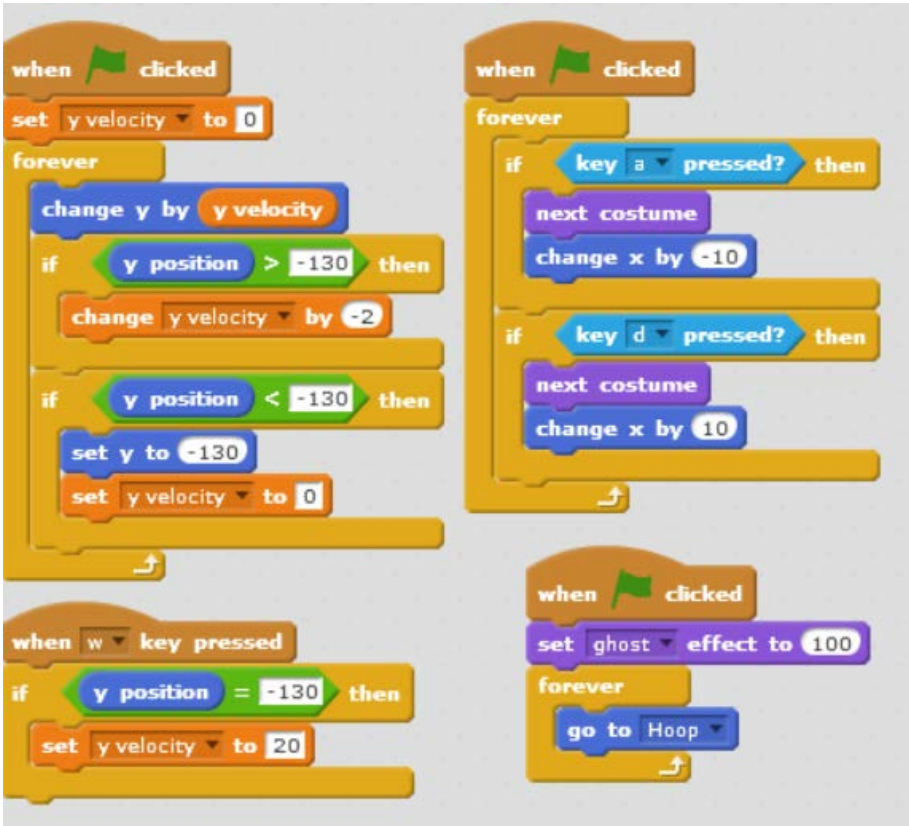 when clicked
set y velocity to 0
forever
change y by y velocity
if y position > -130 then
change y velocity by -2
if y position < -130 then
set y to -130
set y velocity to 0
when w key pressed
if y position = -130 then
set y velocity to 20
when clicked
forever
if key a pressed? then
next costume
change x by -10
if key d pressed? then
next costume
change x by 10
when clicked
set ghost effect to 100
forever
go to Hoop